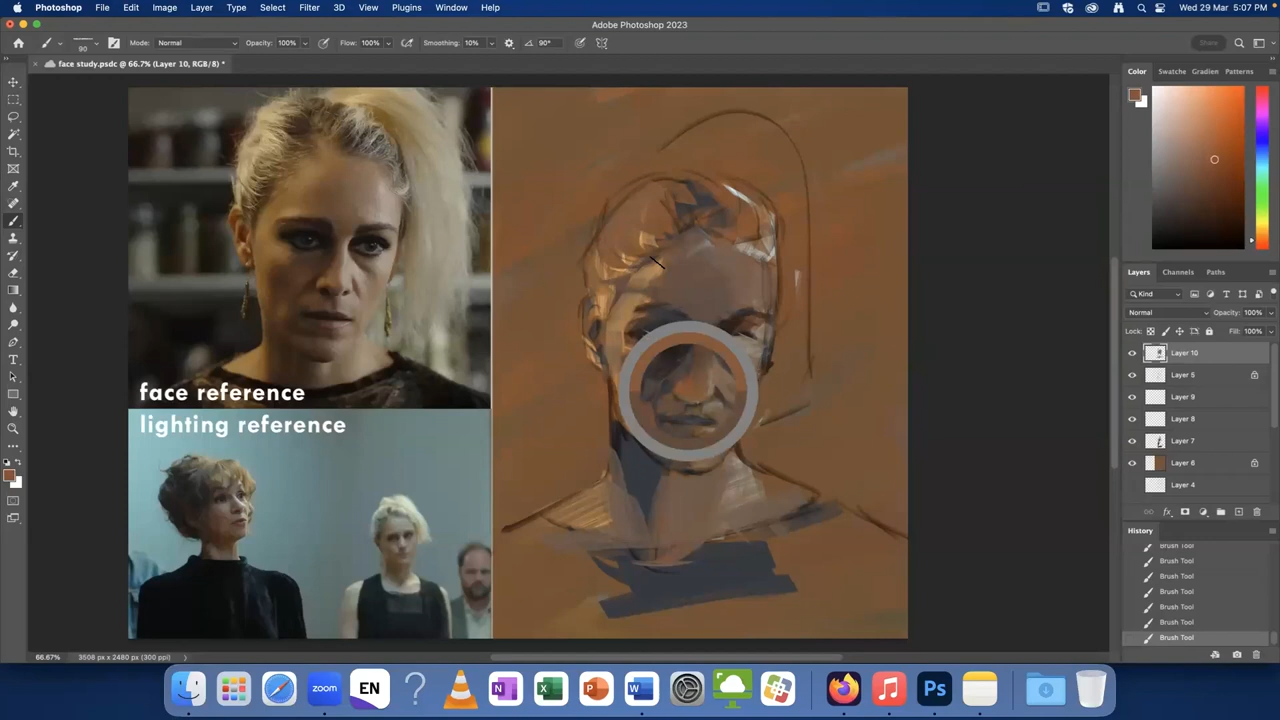 Photoshop File Edit Image Layer Type Select Filter 3D View Plugins Window Help Wed 29 Mar 5:07 PM
Adobe Photoshop 2023
90 Mode: Normal Opacity: 100% Flow: 100% Smoothing: 10% 90° Share
face study.psdc @ 66.7% (Layer 10, RGB/8) *
Color Swatche Gradien Patterns
face reference
lighting reference
Layers Channels Paths
Kind
Normal Opacity: 100%
Lock: Fill: 100%
Layer 10
Layer 5
Layer 9
Layer 8
Layer 7
Layer 6
Layer 4
History
Brush Tool
Brush Tool
Brush Tool
Brush Tool
Brush Tool
Brush Tool
Brush Tool
66.67% 3508 px x 2480 px (300 ppi)
zoom EN N X P W Ps